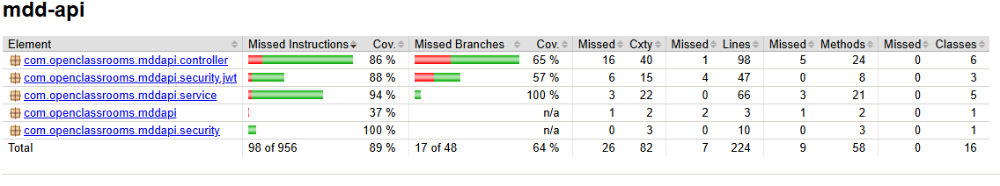 mdd-api
Element Missed Instructions Cov. Missed Branches Cov. Missed Cxty Missed Lines Missed Methods Missed Classes
com.openclassrooms.mddapi.controller 86 % 65 % 16 40 1 98 5 24 0 6
com.openclassrooms.mddapi.security.jwt 88 % 57 % 6 15 4 47 0 8 0 3
com.openclassrooms.mddapi.service 94 % 100 % 3 22 0 66 3 21 0 5
com.openclassrooms.mddapi 37 % n/a 1 2 2 3 1 2 0 1
com.openclassrooms.mddapi.security 100 % n/a 0 3 0 10 0 3 0 1
Total 98 of 956 89 % 17 of 48 64 % 26 82 7 224 9 58 0 16